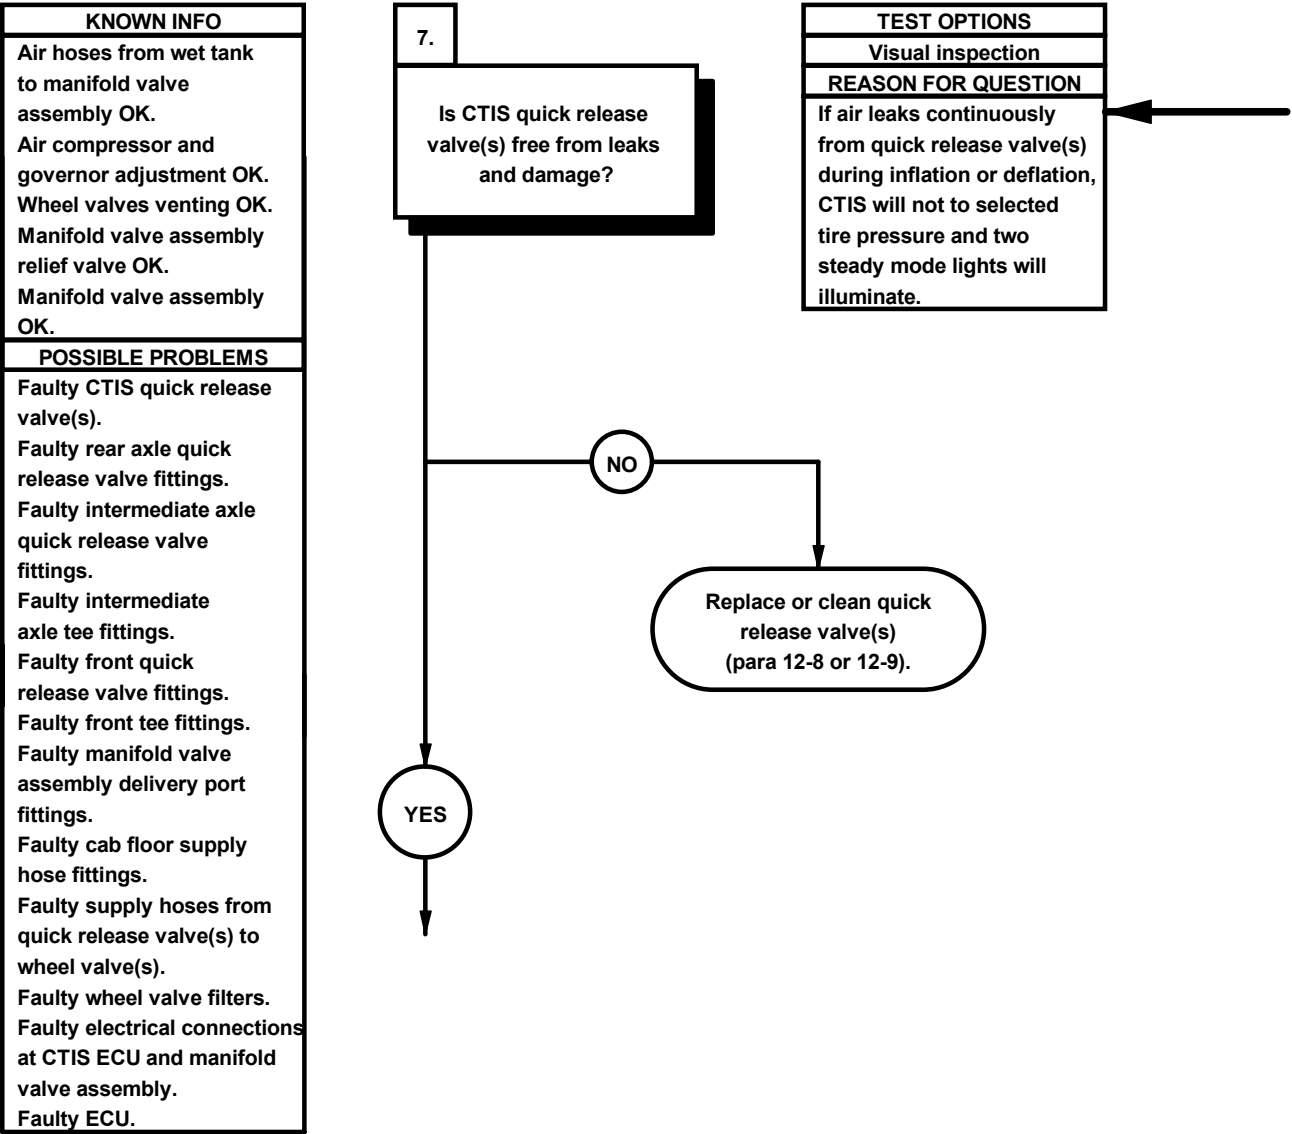 KNOWN INFO
Air hoses from wet tank
to manifold valve
assembly OK.
Air compressor and
governor adjustment OK.
Wheel valves venting OK.
Manifold valve assembly
relief valve OK.
Manifold valve assembly
OK.
POSSIBLE PROBLEMS
Faulty CTIS quick release
valve(s).
Faulty rear axle quick
release valve fittings.
Faulty intermediate axle
quick release valve
fittings.
Faulty intermediate
axle tee fittings.
Faulty front quick
release valve fittings.
Faulty front tee fittings.
Faulty manifold valve
assembly delivery port
fittings.
Faulty cab floor supply
hose fittings.
Faulty supply hoses from
quick release valve(s) to
wheel valve(s).
Faulty wheel valve filters.
Faulty electrical connections
at CTIS ECU and manifold
valve assembly.
Faulty ECU.
7.
Is CTIS quick release
valve(s) free from leaks
and damage?
NO
Replace or clean quick
release valve(s)
(para 12-8 or 12-9).
YES
TEST OPTIONS
Visual inspection
REASON FOR QUESTION
If air leaks continuously
from quick release valve(s)
during inflation or deflation,
CTIS will not to selected
tire pressure and two
steady mode lights will
illuminate.